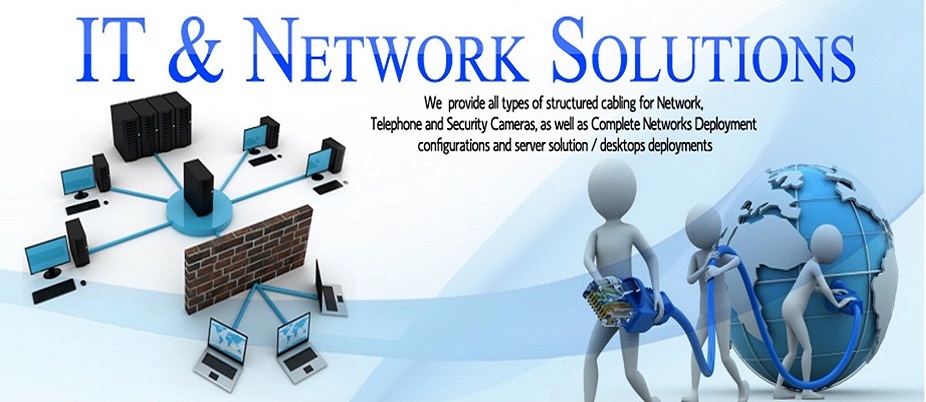 IT & NETWORK SOLUTIONS
We provide all types of structured cabling for Network,
Telephone and Security Cameras, as well as Complete Networks Deployment
configurations and server solution / desktops deployments